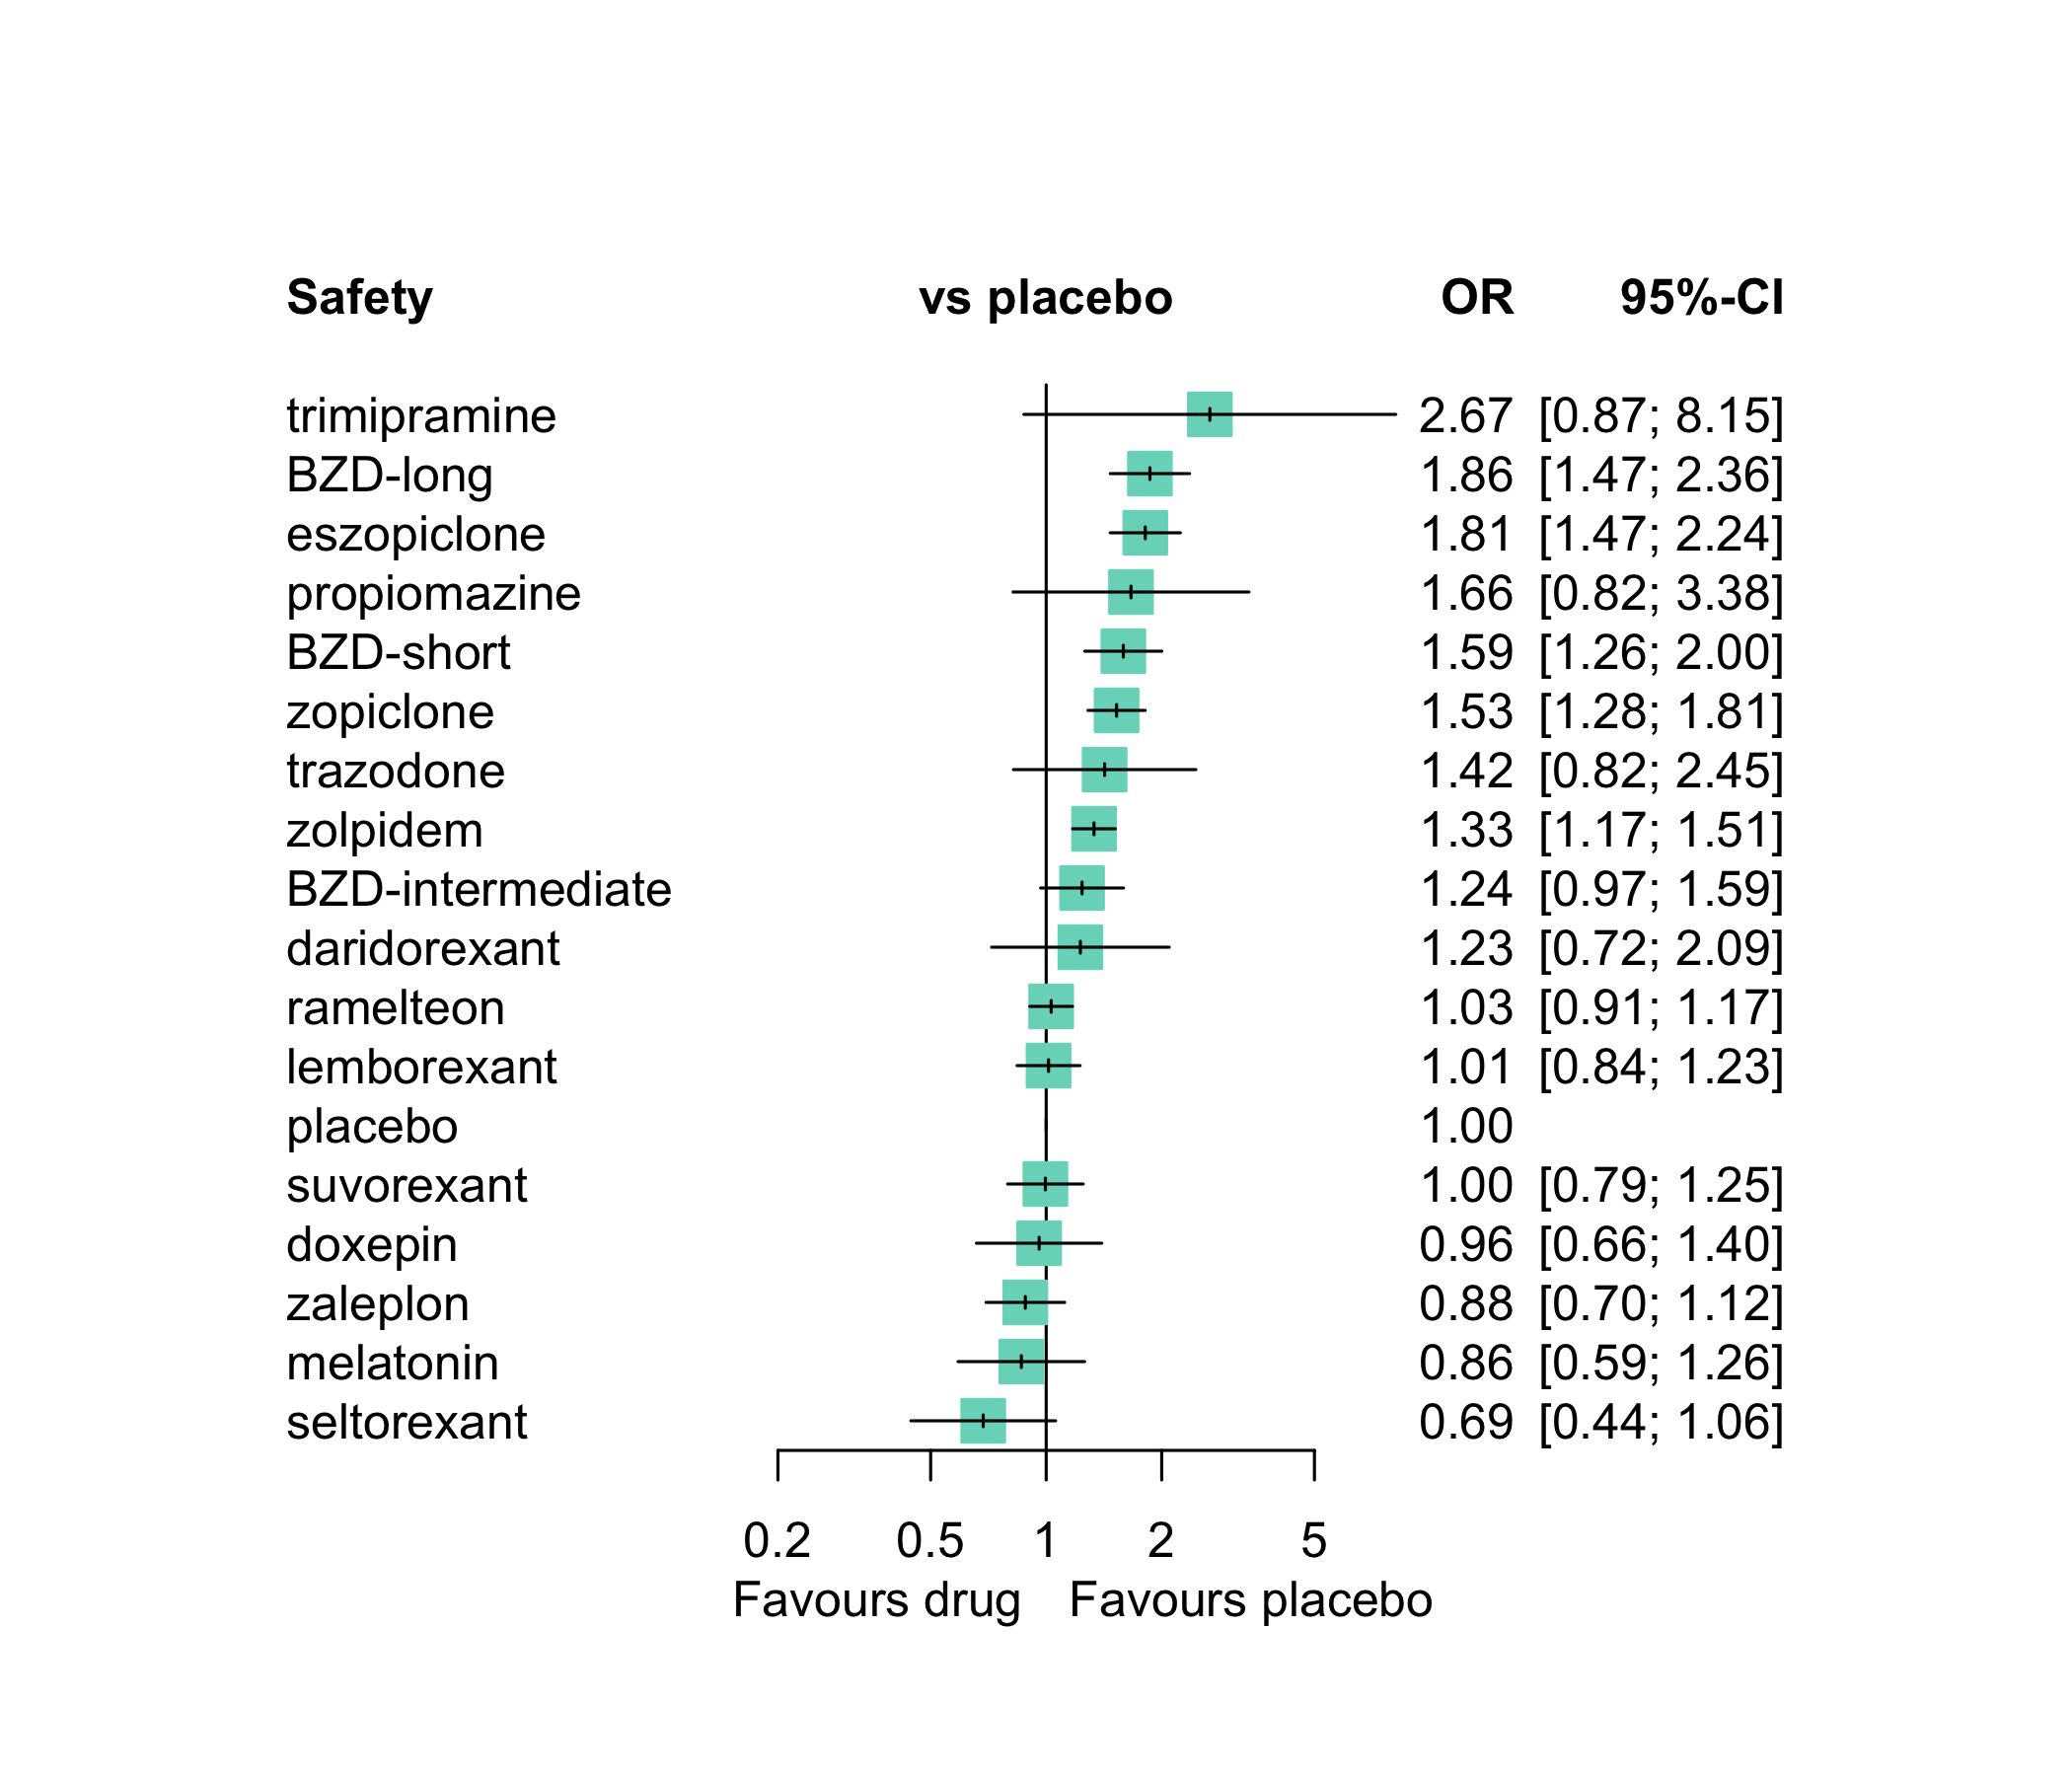 Safety vs placebo OR 95%-CI
trimipramine 2.67 [0.87; 8.15]
BZD-long 1.86 [1.47; 2.36]
eszopiclone 1.81 [1.47; 2.24]
propiomazine 1.66 [0.82; 3.38]
BZD-short 1.59 [1.26; 2.00]
zopiclone 1.53 [1.28; 1.81]
trazodone 1.42 [0.82; 2.45]
zolpidem 1.33 [1.17; 1.51]
BZD-intermediate 1.24 [0.97; 1.59]
daridorexant 1.23 [0.72; 2.09]
ramelteon 1.03 [0.91; 1.17]
lemborexant 1.01 [0.84; 1.23]
placebo 1.00
suvorexant 1.00 [0.79; 1.25]
doxepin 0.96 [0.66; 1.40]
zaleplon 0.88 [0.70; 1.12]
melatonin 0.86 [0.59; 1.26]
seltorexant 0.69 [0.44; 1.06]
0.2 0.5 1 2 5
Favours drug Favours placebo